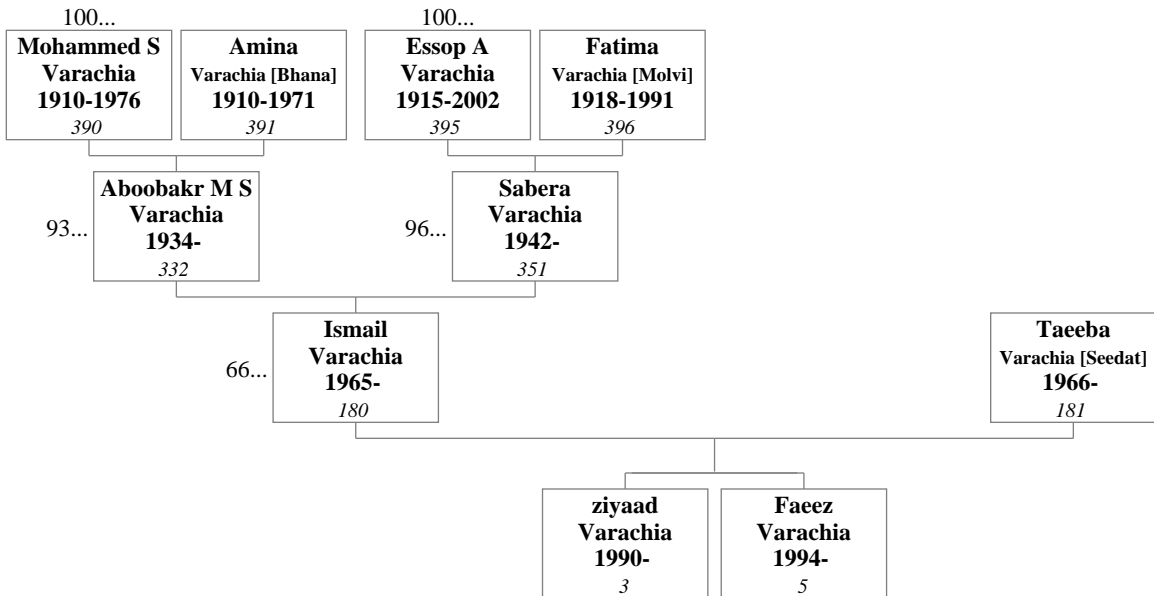 100...
100...
Mohammed S
Varachia
1910-1976
390
Amina
Varachia [Bhana]
1910-1971
391
Essop A
Varachia
1915-2002
395
Fatima
Varachia [Molvi]
1918-1991
396
93...
Aboobakr M S
Varachia
1934-
332
96...
Sabera
Varachia
1942-
351
66...
Ismail
Varachia
1965-
180
Taeeba
Varachia [Seedat]
1966-
181
ziyaad
Varachia
1990-
3
Faeez
Varachia
1994-
5